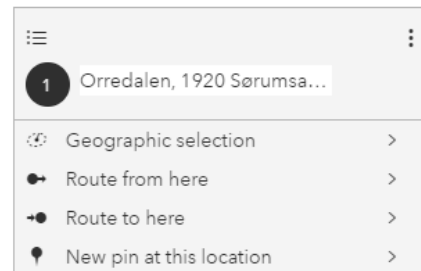 1
Orredalen, 1920 Sørumsa...
Geographic selection
Route from here
Route to here
New pin at this location